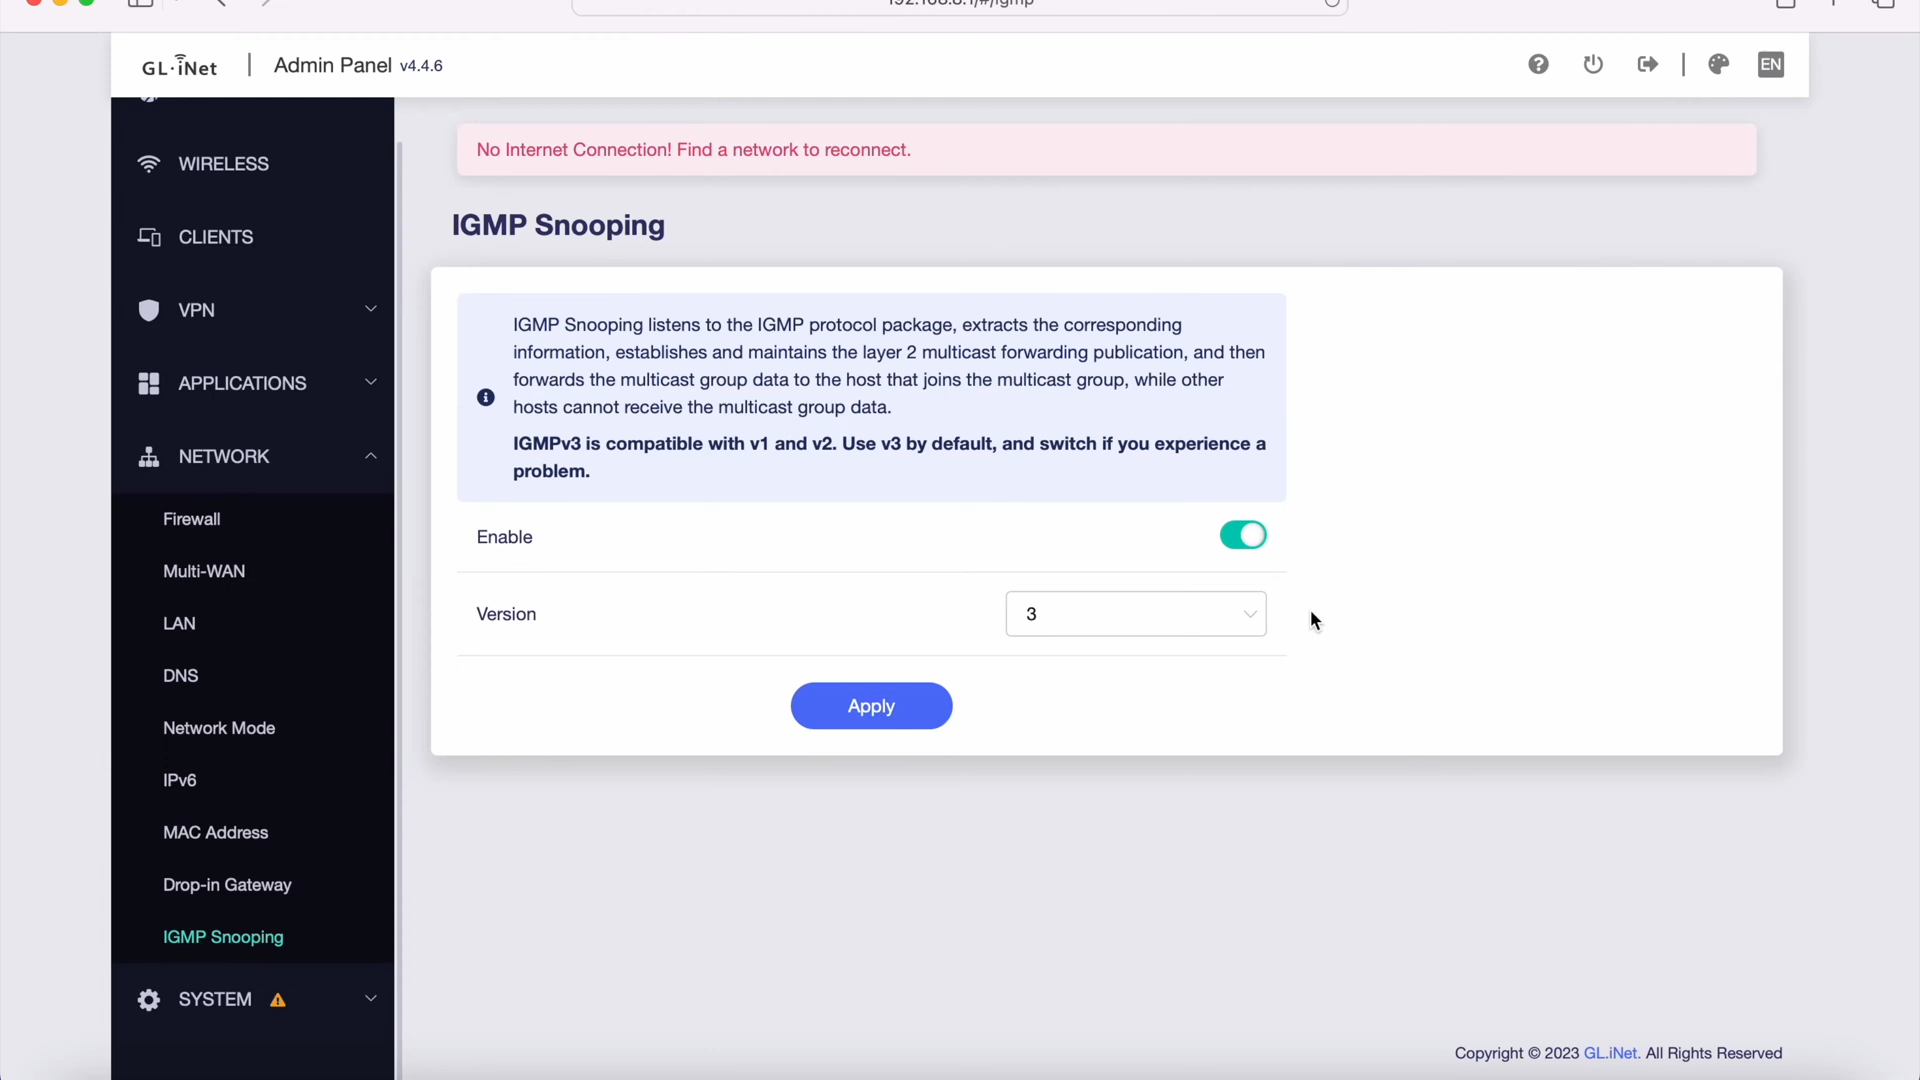 GL·iNet | Admin Panel v4.4.6
EN
WIRELESS
CLIENTS
VPN
APPLICATIONS
NETWORK
Firewall
Multi-WAN
LAN
DNS
Network Mode
IPv6
MAC Address
Drop-in Gateway
IGMP Snooping
SYSTEM
No Internet Connection! Find a network to reconnect.
IGMP Snooping
IGMP Snooping listens to the IGMP protocol package, extracts the corresponding
information, establishes and maintains the layer 2 multicast forwarding publication, and then
forwards the multicast group data to the host that joins the multicast group, while other
hosts cannot receive the multicast group data.
IGMPv3 is compatible with v1 and v2. Use v3 by default, and switch if you experience a
problem.
Enable
Version
3
Apply
Copyright © 2023 GL.iNet. All Rights Reserved